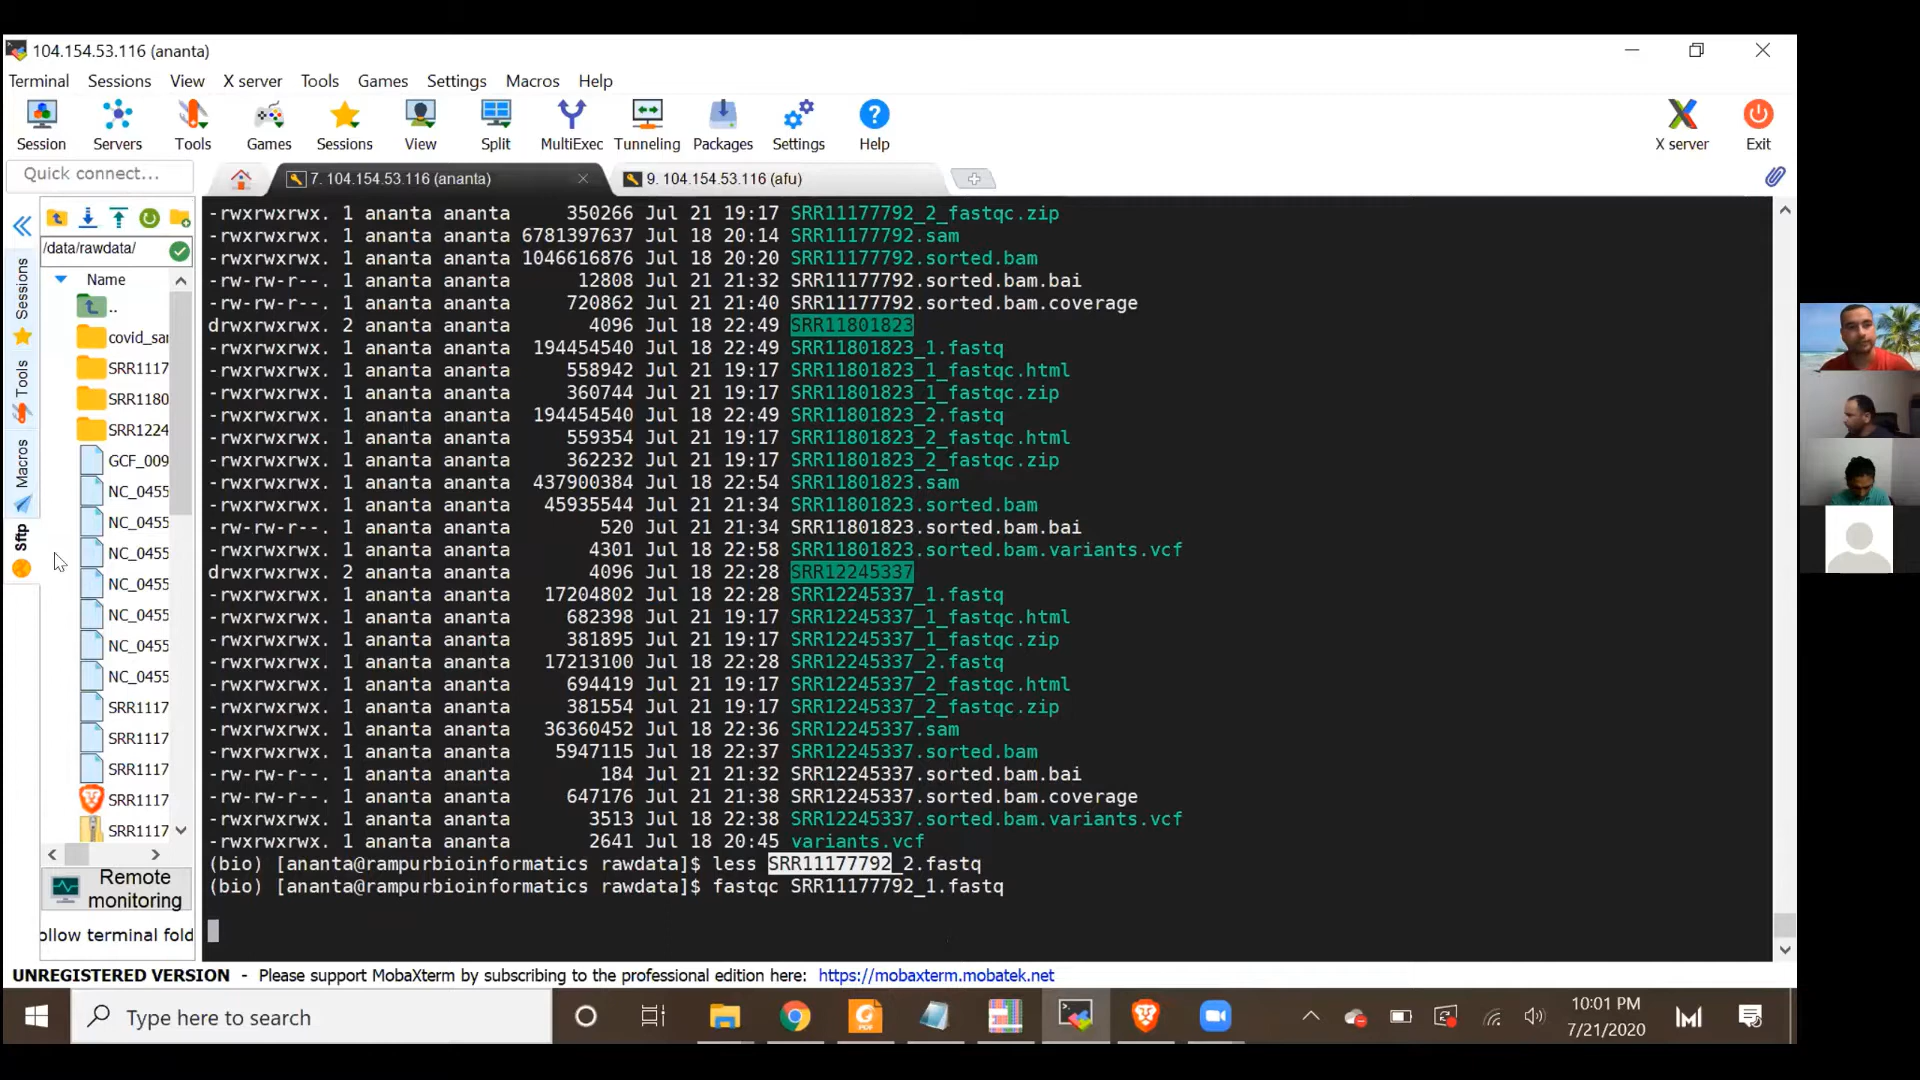 104.154.53.116 (ananta)
Terminal Sessions View X server Tools Games Settings Macros Help
Session Servers Tools Games Sessions View Split MultiExec Tunneling Packages Settings Help X server Exit
Quick connect...
7. 104.154.53.116 (ananta)
9. 104.154.53.116 (afu)
/data/rawdata/
Name
..
covid_sa
SRR1117
SRR1180
SRR1224
GCF_009
NC_0455
NC_0455
NC_0455
NC_0455
NC_0455
NC_0455
NC_0455
SRR1117
SRR1117
SRR1117
SRR1117
SRR1117
Sessions
Tools
Macros
Sftp
Remote
monitoring
ollow terminal fold
-rwxrwxrwx. 1 ananta ananta 350266 Jul 21 19:17 SRR11177792_2_fastqc.zip
-rwxrwxrwx. 1 ananta ananta 6781397637 Jul 18 20:14 SRR11177792.sam
-rwxrwxrwx. 1 ananta ananta 1046616876 Jul 18 20:20 SRR11177792.sorted.bam
-rw-rw-r--. 1 ananta ananta 12808 Jul 21 21:32 SRR11177792.sorted.bam.bai
-rw-rw-r--. 1 ananta ananta 720862 Jul 21 21:40 SRR11177792.sorted.bam.coverage
drwxrwxrwx. 2 ananta ananta 4096 Jul 18 22:49 SRR11801823
-rwxrwxrwx. 1 ananta ananta 194454540 Jul 18 22:49 SRR11801823_1.fastq
-rwxrwxrwx. 1 ananta ananta 558942 Jul 21 19:17 SRR11801823_1_fastqc.html
-rwxrwxrwx. 1 ananta ananta 360744 Jul 21 19:17 SRR11801823_1_fastqc.zip
-rwxrwxrwx. 1 ananta ananta 194454540 Jul 18 22:49 SRR11801823_2.fastq
-rwxrwxrwx. 1 ananta ananta 559354 Jul 21 19:17 SRR11801823_2_fastqc.html
-rwxrwxrwx. 1 ananta ananta 362232 Jul 21 19:17 SRR11801823_2_fastqc.zip
-rwxrwxrwx. 1 ananta ananta 437900384 Jul 18 22:54 SRR11801823.sam
-rwxrwxrwx. 1 ananta ananta 45935544 Jul 21 21:34 SRR11801823.sorted.bam
-rw-rw-r--. 1 ananta ananta 520 Jul 21 21:34 SRR11801823.sorted.bam.bai
-rwxrwxrwx. 1 ananta ananta 4301 Jul 18 22:58 SRR11801823.sorted.bam.variants.vcf
drwxrwxrwx. 2 ananta ananta 4096 Jul 18 22:28 SRR12245337
-rwxrwxrwx. 1 ananta ananta 17204802 Jul 18 22:28 SRR12245337_1.fastq
-rwxrwxrwx. 1 ananta ananta 682398 Jul 21 19:17 SRR12245337_1_fastqc.html
-rwxrwxrwx. 1 ananta ananta 381895 Jul 21 19:17 SRR12245337_1_fastqc.zip
-rwxrwxrwx. 1 ananta ananta 17213100 Jul 18 22:28 SRR12245337_2.fastq
-rwxrwxrwx. 1 ananta ananta 694419 Jul 21 19:17 SRR12245337_2_fastqc.html
-rwxrwxrwx. 1 ananta ananta 381554 Jul 21 19:17 SRR12245337_2_fastqc.zip
-rwxrwxrwx. 1 ananta ananta 36360452 Jul 18 22:36 SRR12245337.sam
-rwxrwxrwx. 1 ananta ananta 5947115 Jul 18 22:37 SRR12245337.sorted.bam
-rw-rw-r--. 1 ananta ananta 184 Jul 21 21:32 SRR12245337.sorted.bam.bai
-rw-rw-r--. 1 ananta ananta 647176 Jul 21 21:38 SRR12245337.sorted.bam.coverage
-rwxrwxrwx. 1 ananta ananta 3513 Jul 18 22:38 SRR12245337.sorted.bam.variants.vcf
-rwxrwxrwx. 1 ananta ananta 2641 Jul 18 20:45 variants.vcf
(bio) [ananta@rampurbioinformatics rawdata]$ less SRR11177792_2.fastq
(bio) [ananta@rampurbioinformatics rawdata]$ fastqc SRR11177792_1.fastq
UNREGISTERED VERSION - Please support MobaXterm by subscribing to the professional edition here: https://mobaxterm.mobatek.net
Type here to search
10:01 PM
7/21/2020